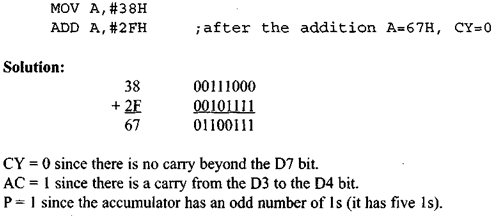 MOV A,#38H
ADD A,#2FH ;after the addition A=67H, CY=0
Solution:
38 00111000
+ 2F 00101111
67 01100111
CY = 0 since there is no carry beyond the D7 bit.
AC = 1 since there is a carry from the D3 to the D4 bit.
P = 1 since the accumulator has an odd number of 1s (it has five 1s).